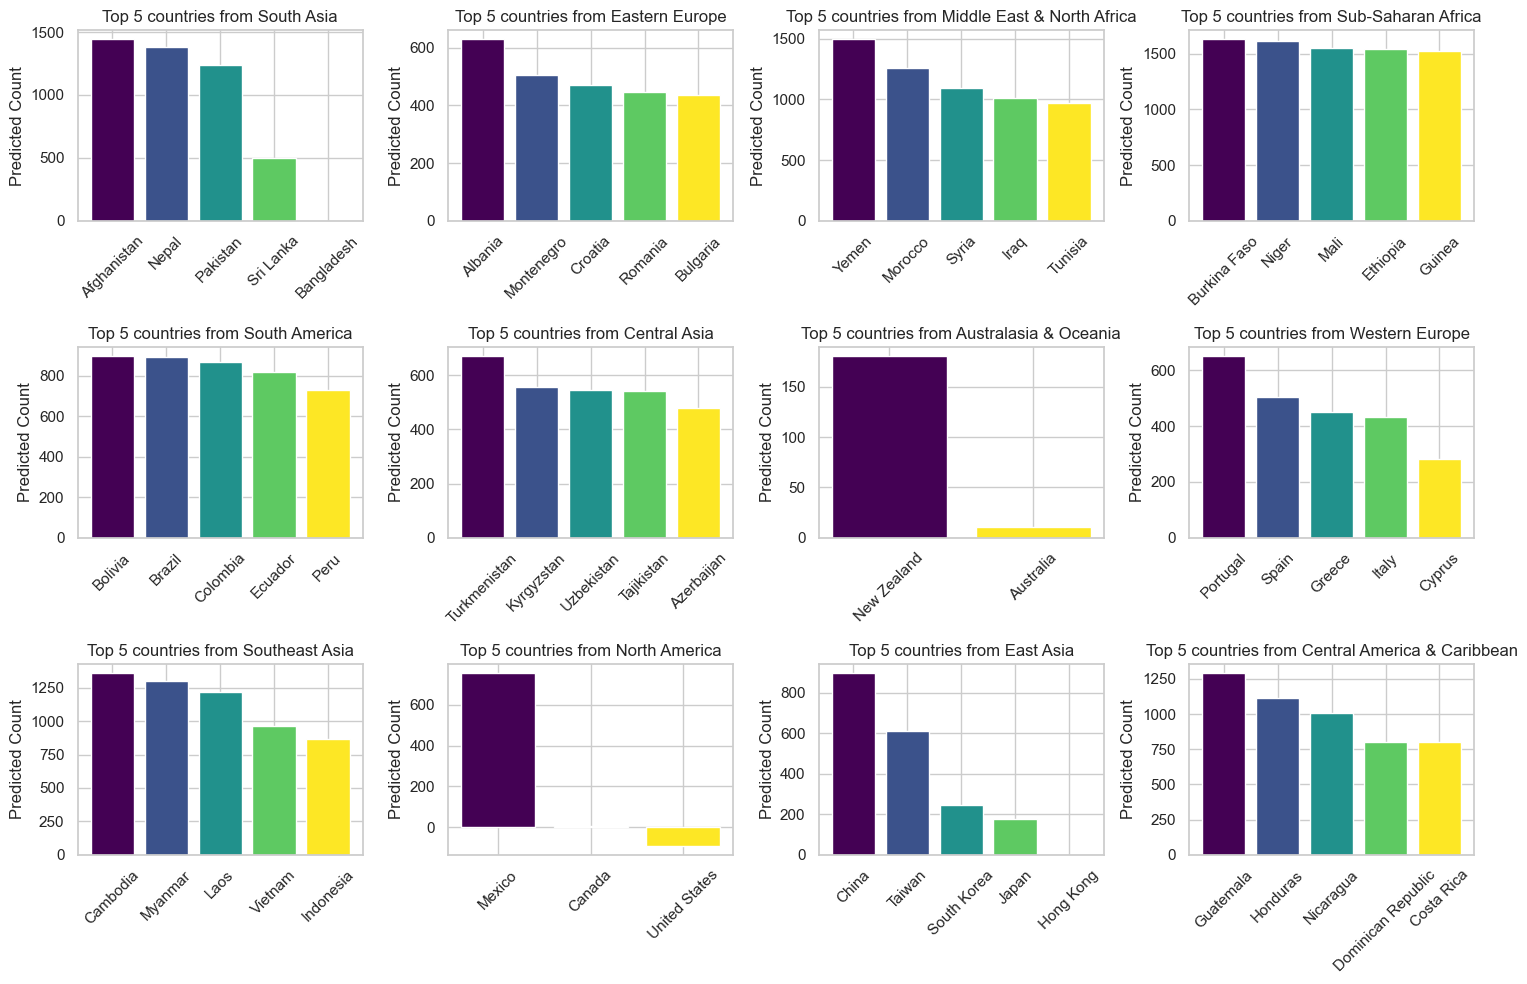 Top 5 countries from South Asia
Predicted Count
1500
1000
500
0
Afghanistan
Nepal
Pakistan
Sri Lanka
Bangladesh
Top 5 countries from Eastern Europe
Predicted Count
600
400
200
0
Albania
Montenegro
Croatia
Romania
Bulgaria
Top 5 countries from Middle East & North Africa
Predicted Count
1500
1000
500
0
Yemen
Morocco
Syria
Iraq
Tunisia
Top 5 countries from Sub-Saharan Africa
Predicted Count
1500
1000
500
0
Burkina Faso
Niger
Mali
Ethiopia
Guinea
Top 5 countries from South America
Predicted Count
800
600
400
200
0
Bolivia
Brazil
Colombia
Ecuador
Peru
Top 5 countries from Central Asia
Predicted Count
600
400
200
0
Turkmenistan
Kyrgyzstan
Uzbekistan
Tajikistan
Azerbaijan
Top 5 countries from Australasia & Oceania
Predicted Count
150
100
50
0
New Zealand
Australia
Top 5 countries from Western Europe
Predicted Count
600
400
200
0
Portugal
Spain
Greece
Italy
Cyprus
Top 5 countries from Southeast Asia
Predicted Count
1250
1000
750
500
250
0
Cambodia
Myanmar
Laos
Vietnam
Indonesia
Top 5 countries from North America
Predicted Count
600
400
200
0
Mexico
Canada
United States
Top 5 countries from East Asia
Predicted Count
800
600
400
200
0
China
Taiwan
South Korea
Japan
Hong Kong
Top 5 countries from Central America & Caribbean
Predicted Count
1250
1000
750
500
250
0
Guatemala
Honduras
Nicaragua
Dominican Republic
Costa Rica